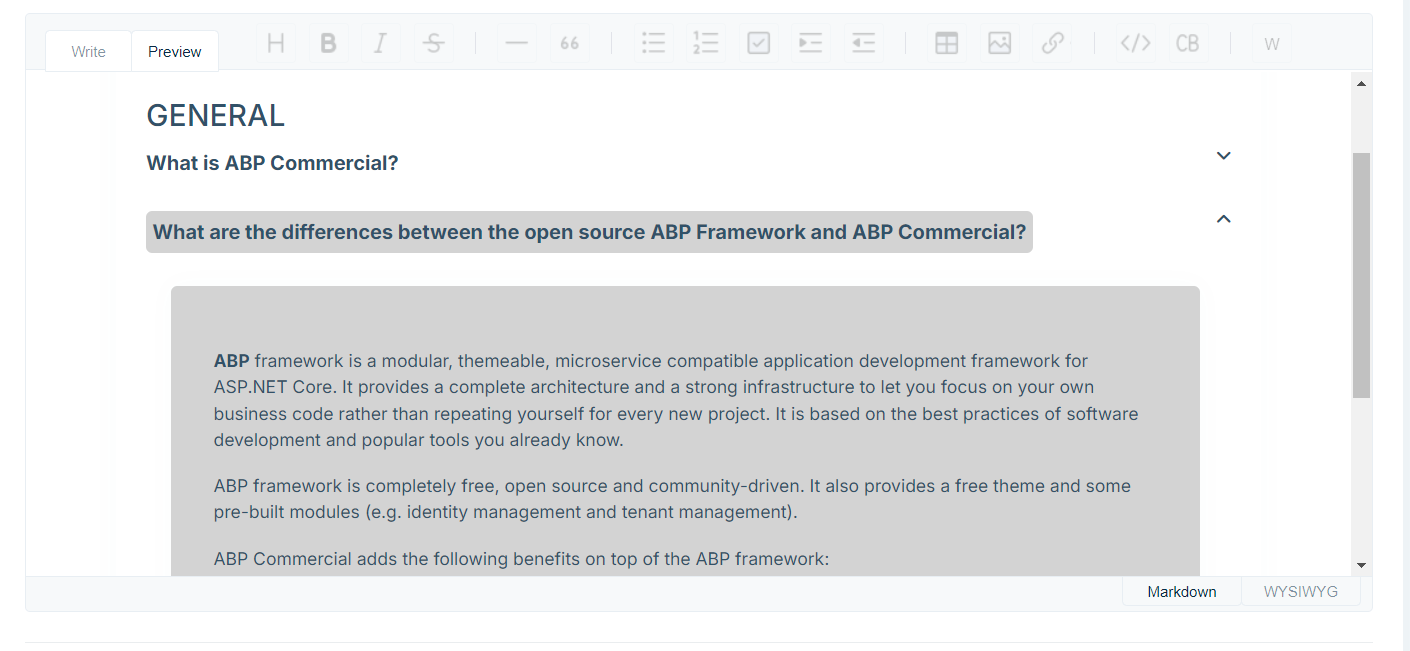 Write Preview H B I S 66 CB W
GENERAL
What is ABP Commercial?
What are the differences between the open source ABP Framework and ABP Commercial?
ABP framework is a modular, themeable, microservice compatible application development framework for
ASP.NET Core. It provides a complete architecture and a strong infrastructure to let you focus on your own
business code rather than repeating yourself for every new project. It is based on the best practices of software
development and popular tools you already know.
ABP framework is completely free, open source and community-driven. It also provides a free theme and some
pre-built modules (e.g. identity management and tenant management).
ABP Commercial adds the following benefits on top of the ABP framework:
Markdown WYSIWYG